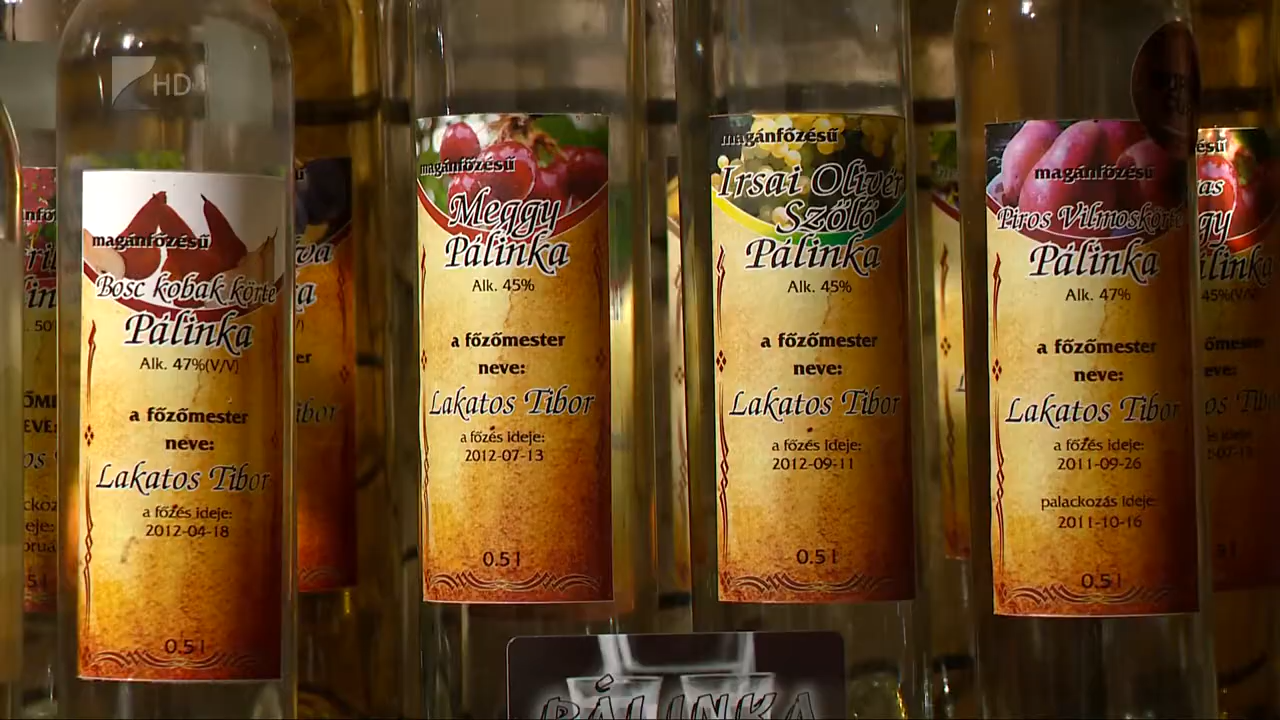 HD
magánfőzésű
Bosc kobak körte
Pálinka
Alk. 47%(V/V)
a főzőmester
neve:
Lakatos Tibor
a főzés ideje:
2012-04-18
0.5 l
magánfőzésű
Meggy
Pálinka
Alk. 45%
a főzőmester
neve:
Lakatos Tibor
a főzés ideje:
2012-07-13
0.5 l
magánfőzésű
Irsai Olivér
Szőlő
Pálinka
Alk. 45%
a főzőmester
neve:
Lakatos Tibor
a főzés ideje:
2012-09-11
0.5 l
magánfőzésű
Piros Vilmoskörte
Pálinka
Alk. 47%
a főzőmester
neve:
Lakatos Tibor
a főzés ideje:
2011-09-26
palackozás ideje:
2011-10-16
0.5 l
PÁLINKA